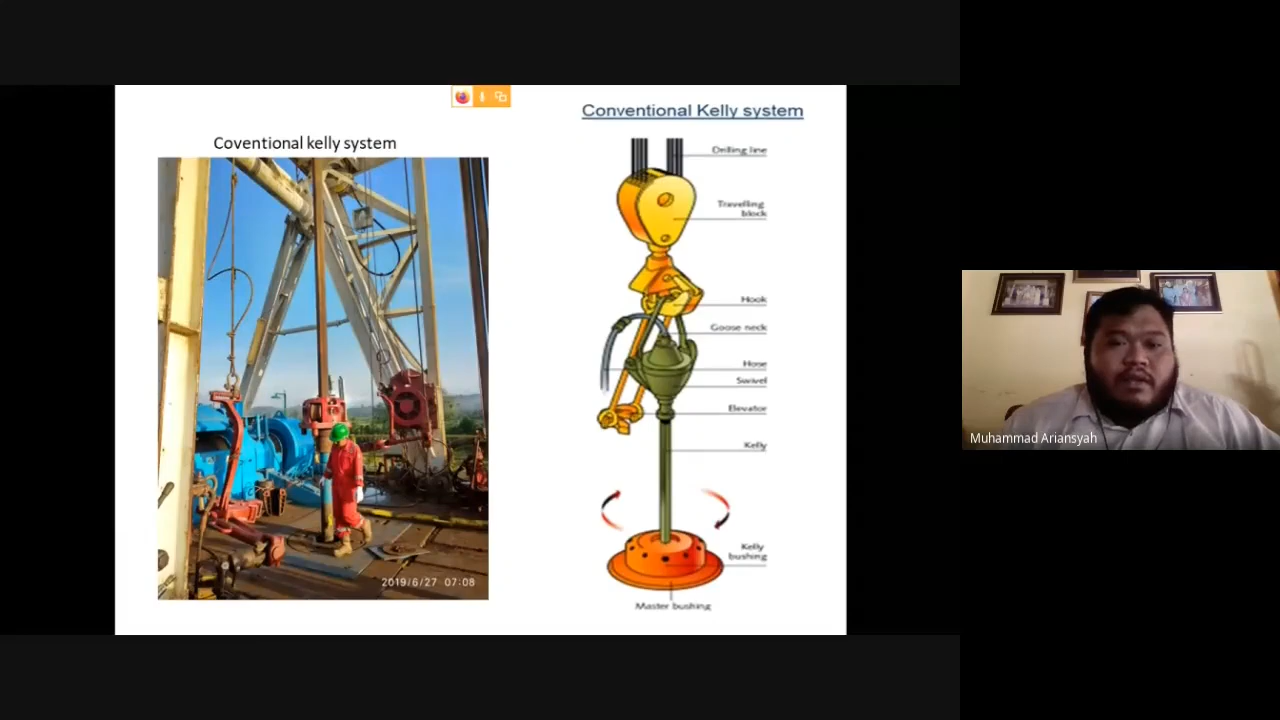 Coventional kelly system
2019/6/27 07:08
Conventional Kelly system
Drilling line
Travelling
block
Hook
Goose neck
Hose
Swivel
Elevator
Kelly
Kelly
bushing
Master bushing
Muhammad Ariansyah